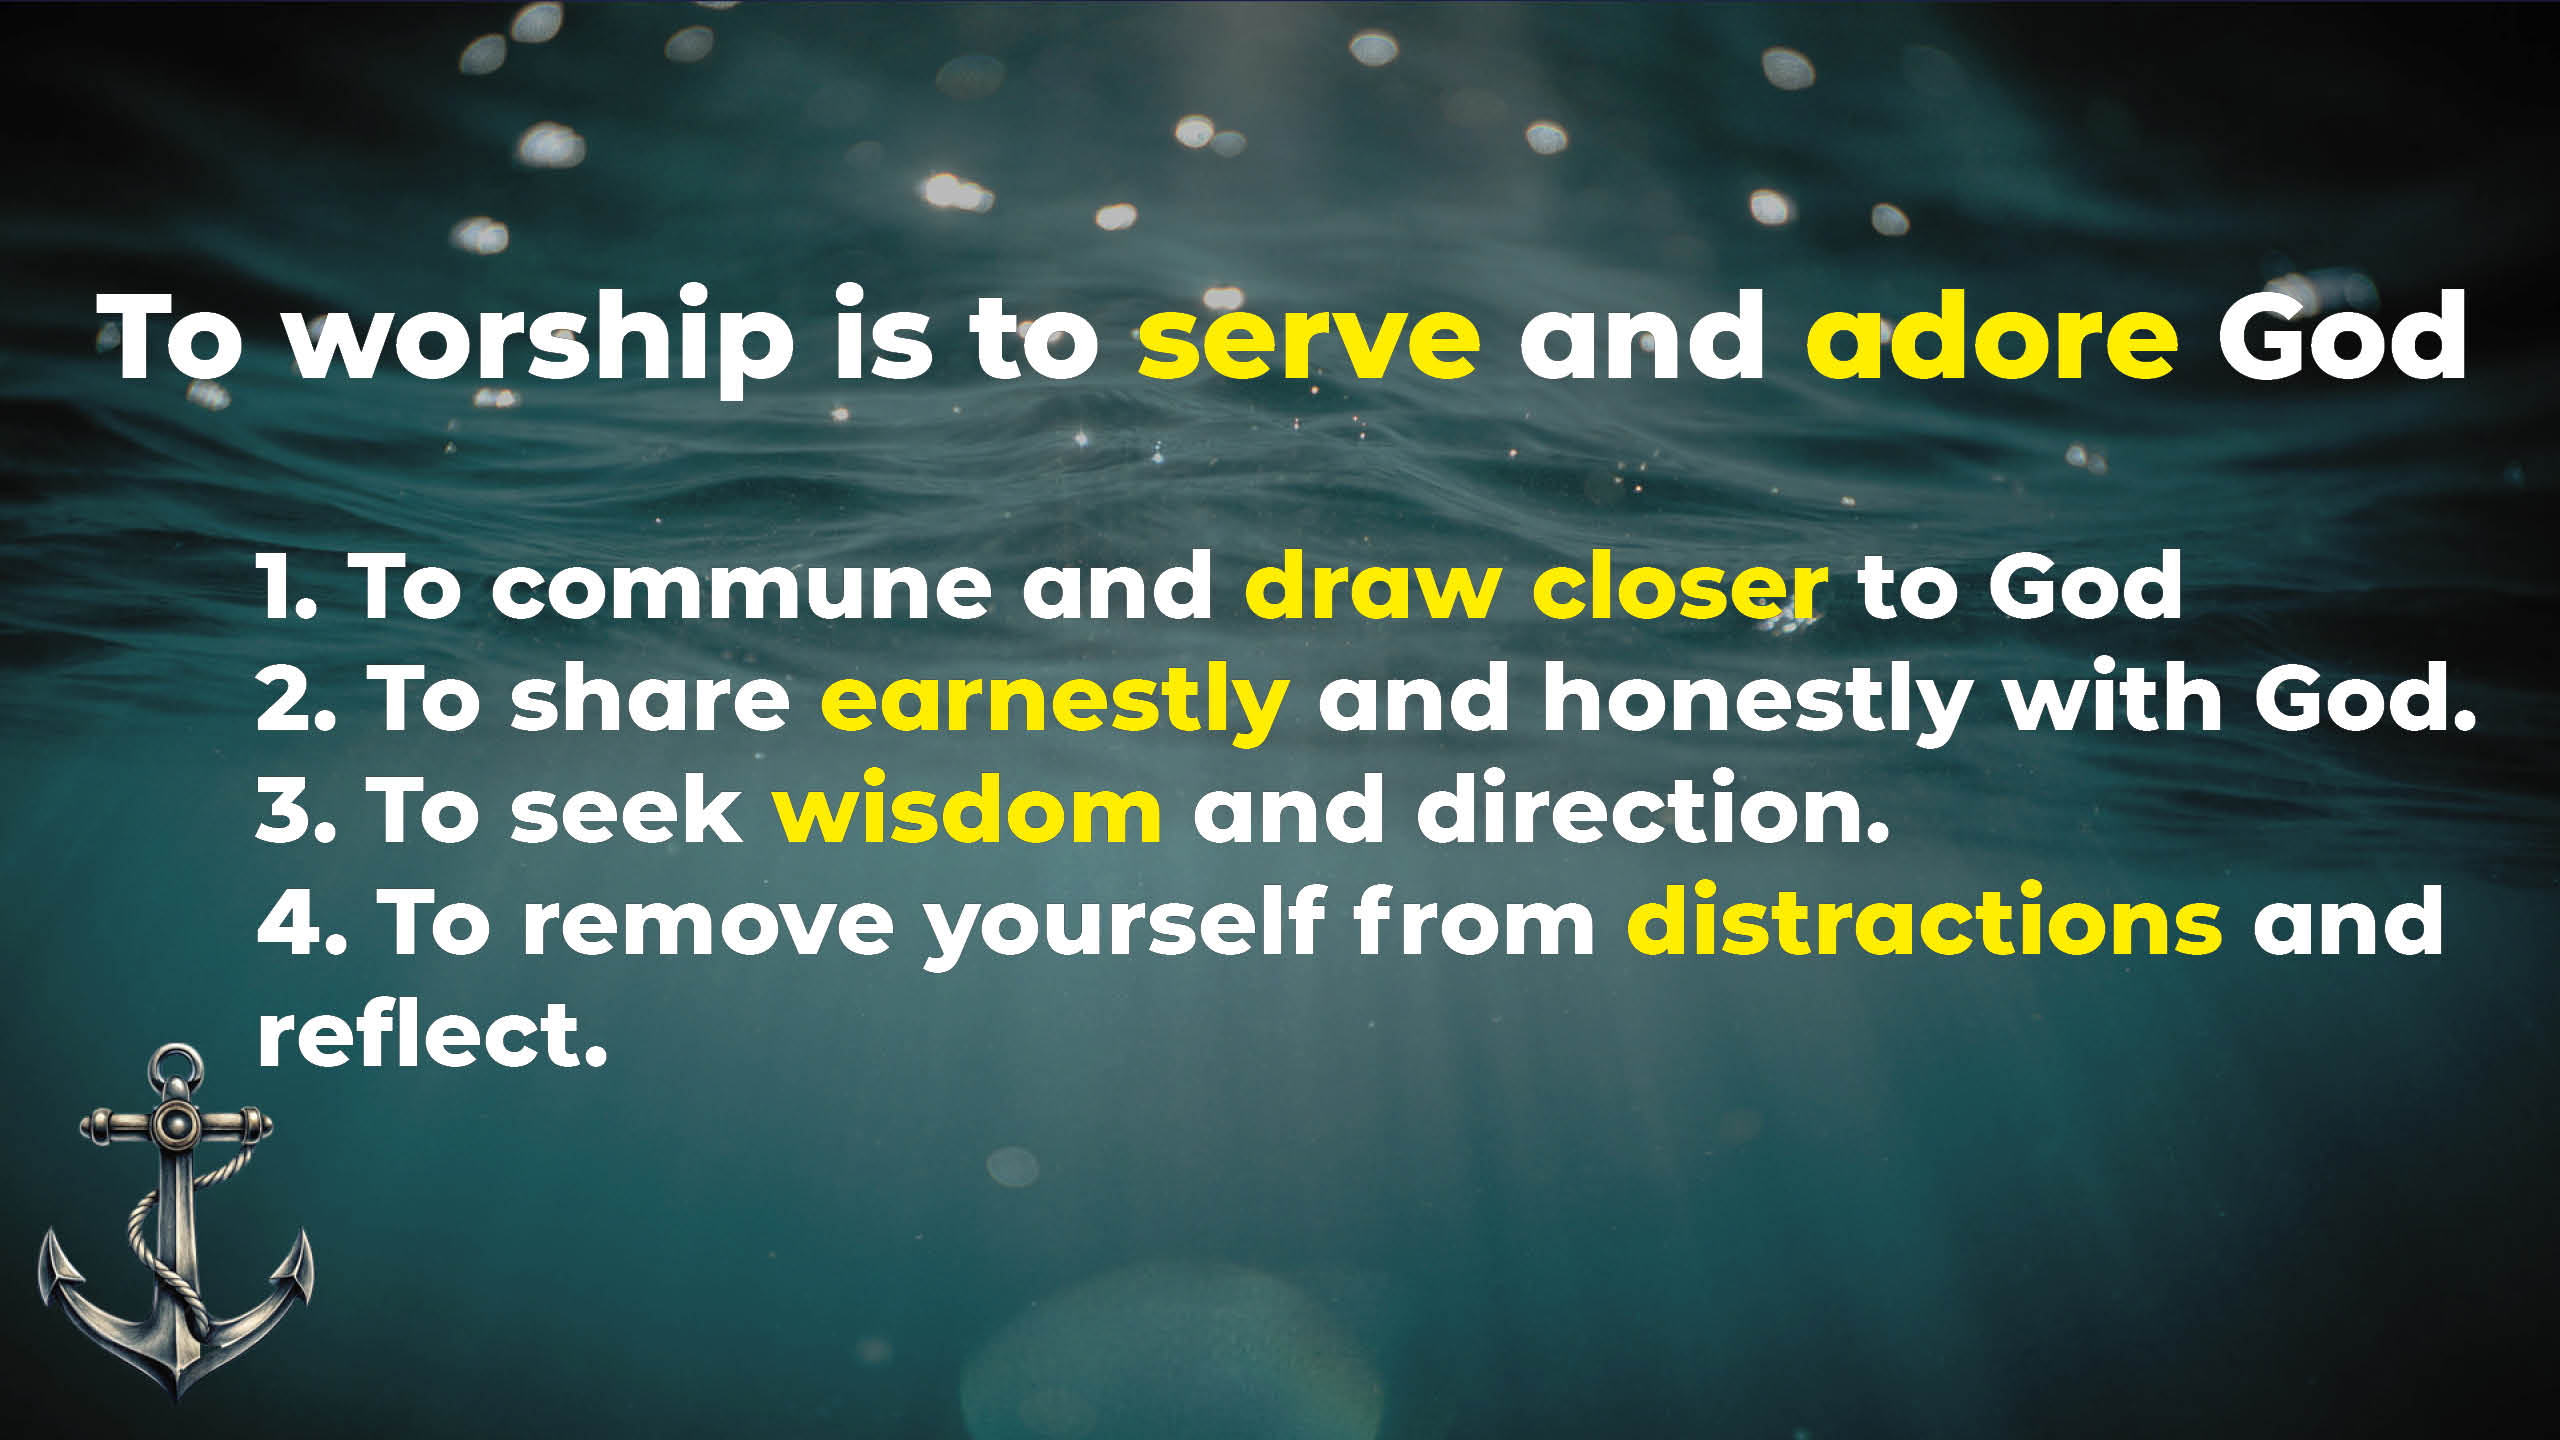 To worship is to serve and adore God
1. To commune and draw closer to God
2. To share earnestly and honestly with God.
3. To seek wisdom and direction.
4. To remove yourself from distractions and
reflect.